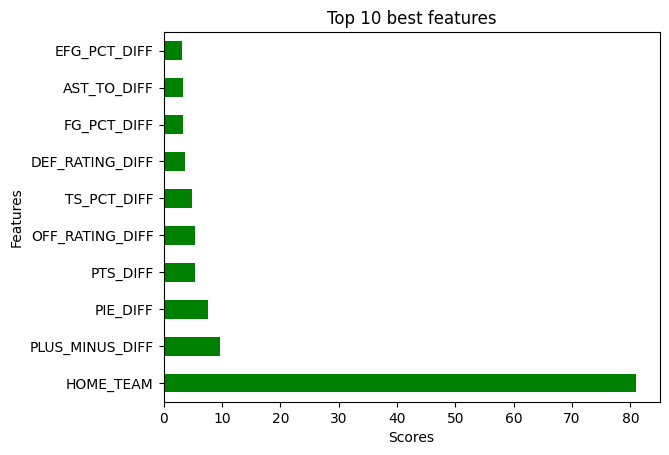 Top 10 best features
Features
EFG_PCT_DIFF
AST_TO_DIFF
FG_PCT_DIFF
DEF_RATING_DIFF
TS_PCT_DIFF
OFF_RATING_DIFF
PTS_DIFF
PIE_DIFF
PLUS_MINUS_DIFF
HOME_TEAM
0 10 20 30 40 50 60 70 80
Scores